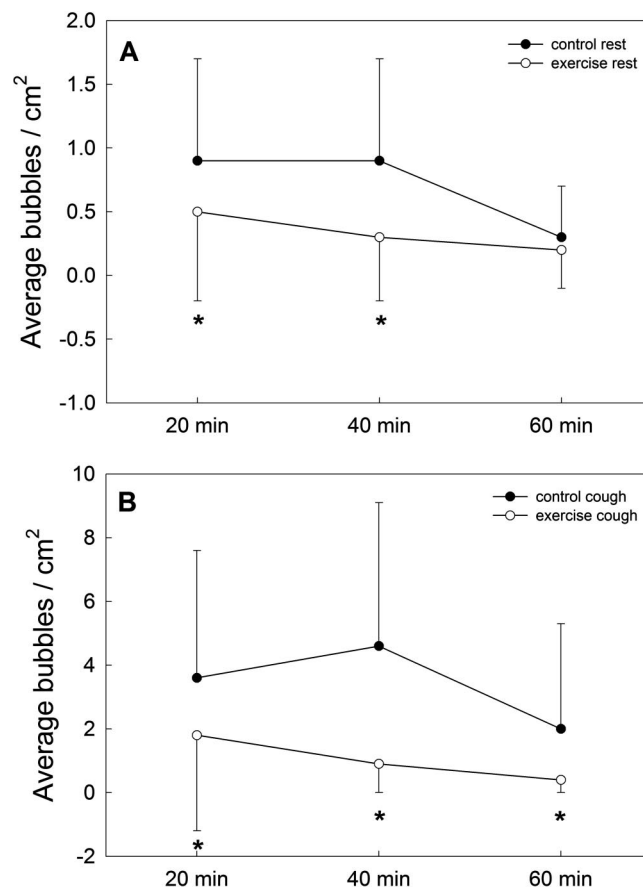 A
control rest
exercise rest
Average bubbles / cm²
2.0
1.5
1.0
0.5
0.0
-0.5
-1.0
*
*
20 min
40 min
60 min
B
control cough
exercise cough
Average bubbles / cm²
10
8
6
4
2
0
-2
*
*
*
20 min
40 min
60 min